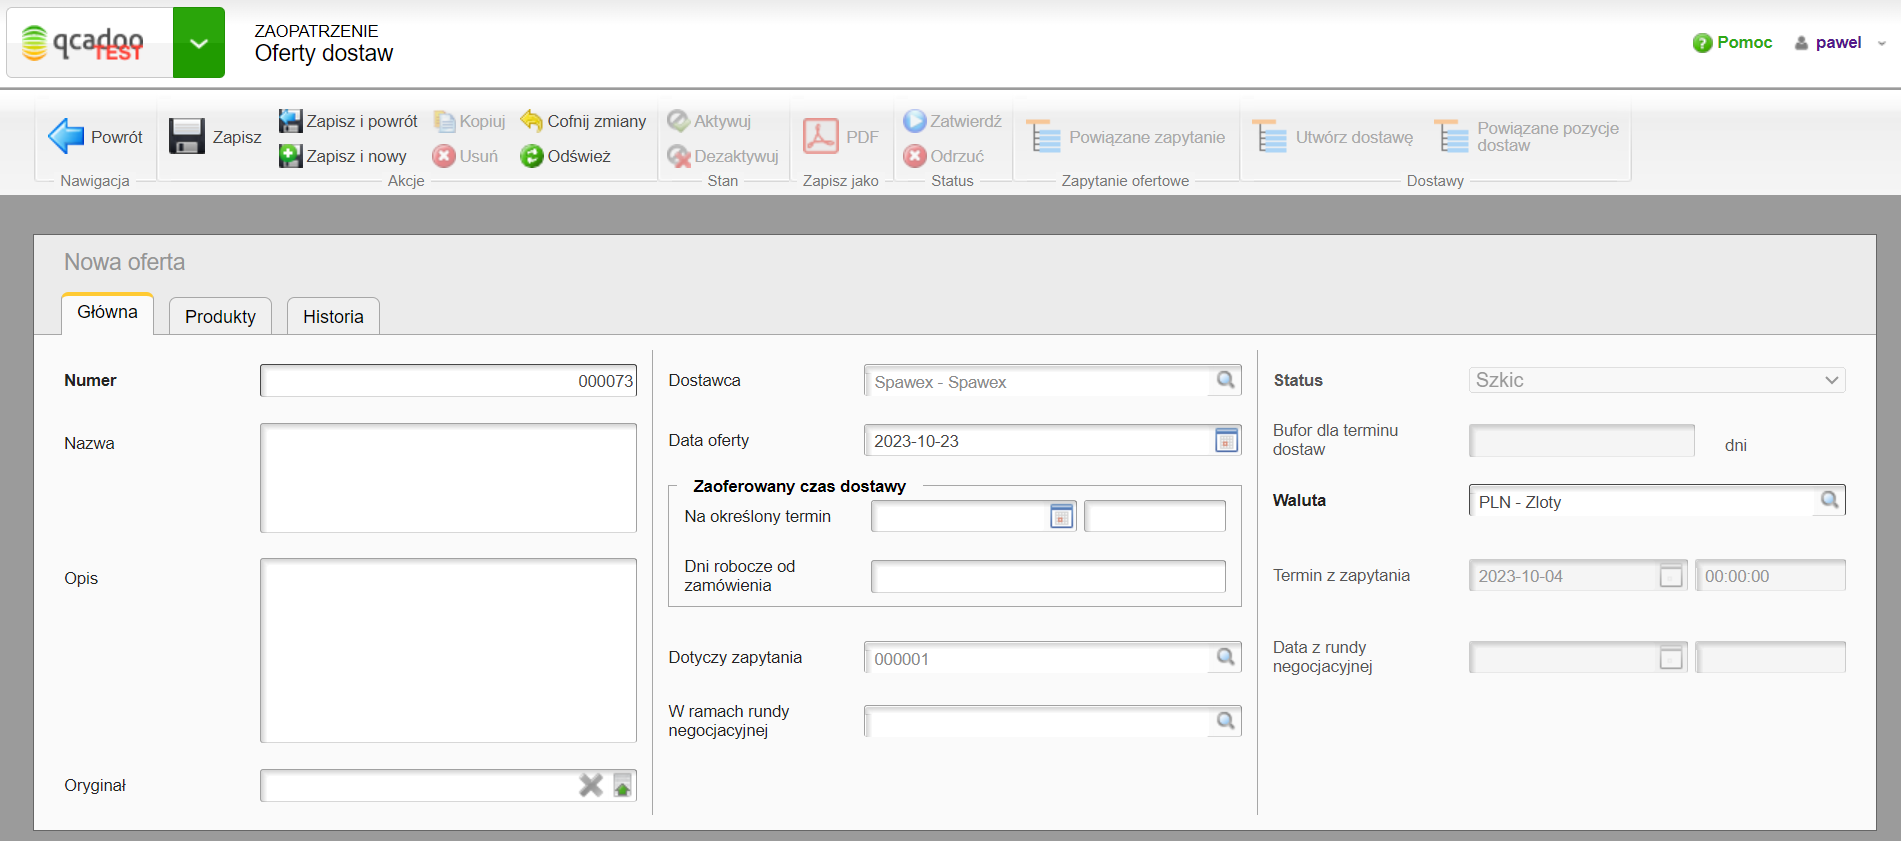 qcadoo
TEST
ZAOPATRZENIE
Oferty dostaw
Pomoc
pawel
Powrót
Nawigacja
Zapisz
Zapisz i powrót
Zapisz i nowy
Kopiuj
Usuń
Cofnij zmiany
Odśwież
Akcje
Aktywuj
Dezaktywuj
Stan
PDF
Zapisz jako
Zatwierdź
Odrzuć
Status
Powiązane zapytanie
Zapytanie ofertowe
Utwórz dostawę
Powiązane pozycje
dostaw
Dostawy
Nowa oferta
Główna
Produkty
Historia
Numer
000073
Nazwa
Opis
Oryginał
Dostawca
Spawex - Spawex
Data oferty
2023-10-23
Zaoferowany czas dostawy
Na określony termin
Dni robocze od
zamówienia
Dotyczy zapytania
000001
W ramach rundy
negocjacyjnej
Status
Szkic
Bufor dla terminu
dostaw
dni
Waluta
PLN - Zloty
Termin z zapytania
2023-10-04
00:00:00
Data z rundy
negocjacyjnej